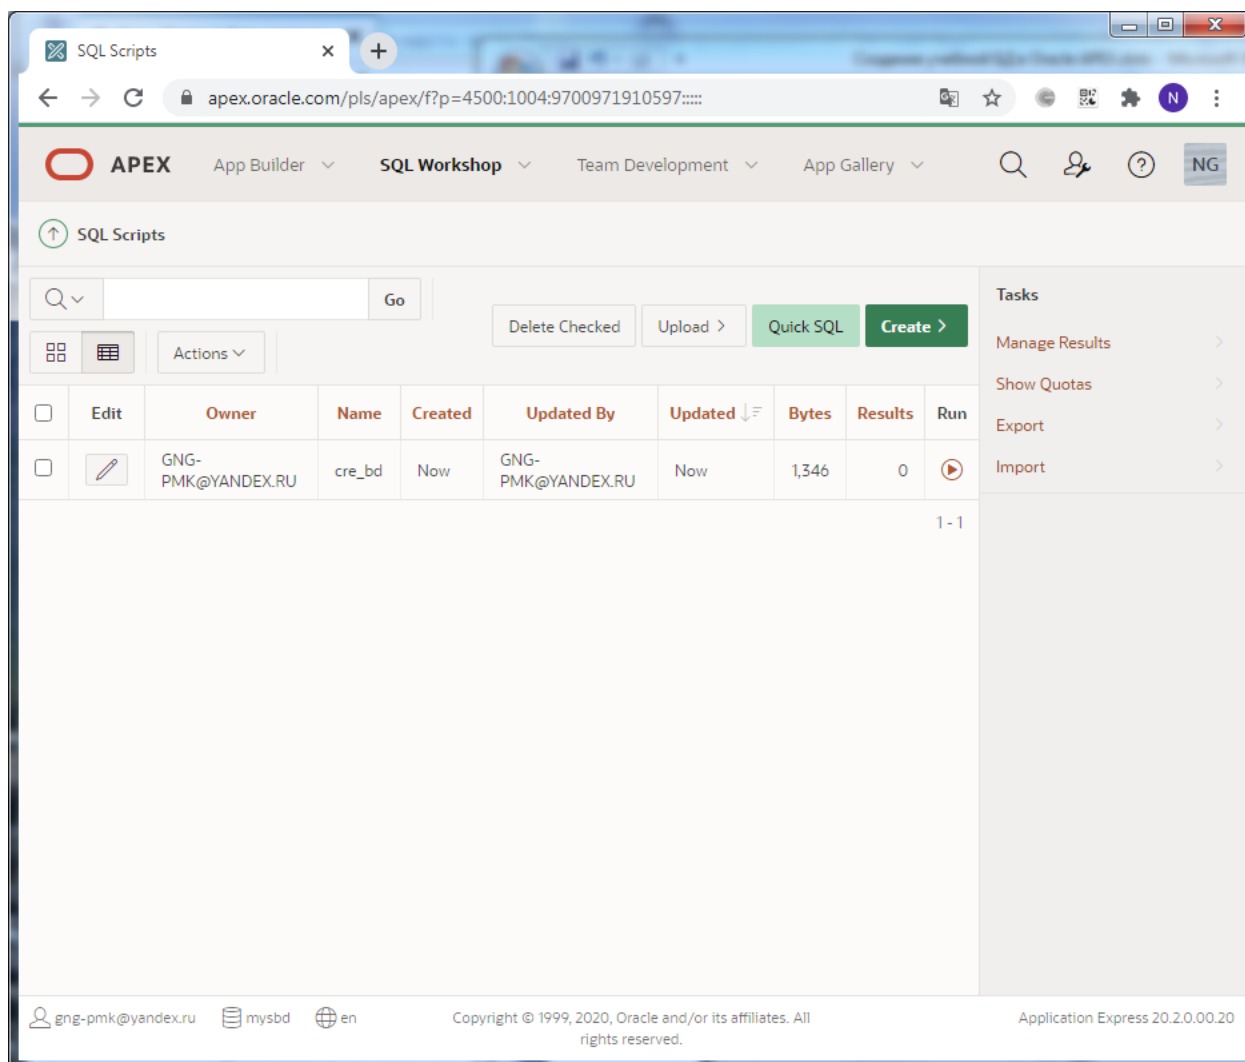 SQL Scripts
apex.oracle.com/pls/apex/f?p=4500:1004:9700971910597:::::
N
APEX
App Builder
SQL Workshop
Team Development
App Gallery
NG
SQL Scripts
Go
Delete Checked
Upload >
Quick SQL
Create >
Actions
Tasks
Manage Results
Show Quotas
Export
Import
Edit Owner Name Created Updated By Updated Bytes Results Run
GNG- GNG-
PMK@YANDEX.RU cre_bd Now PMK@YANDEX.RU Now 1,346 0
1 - 1
gng-pmk@yandex.ru mysbd en
Copyright © 1999, 2020, Oracle and/or its affiliates. All
rights reserved.
Application Express 20.2.0.00.20